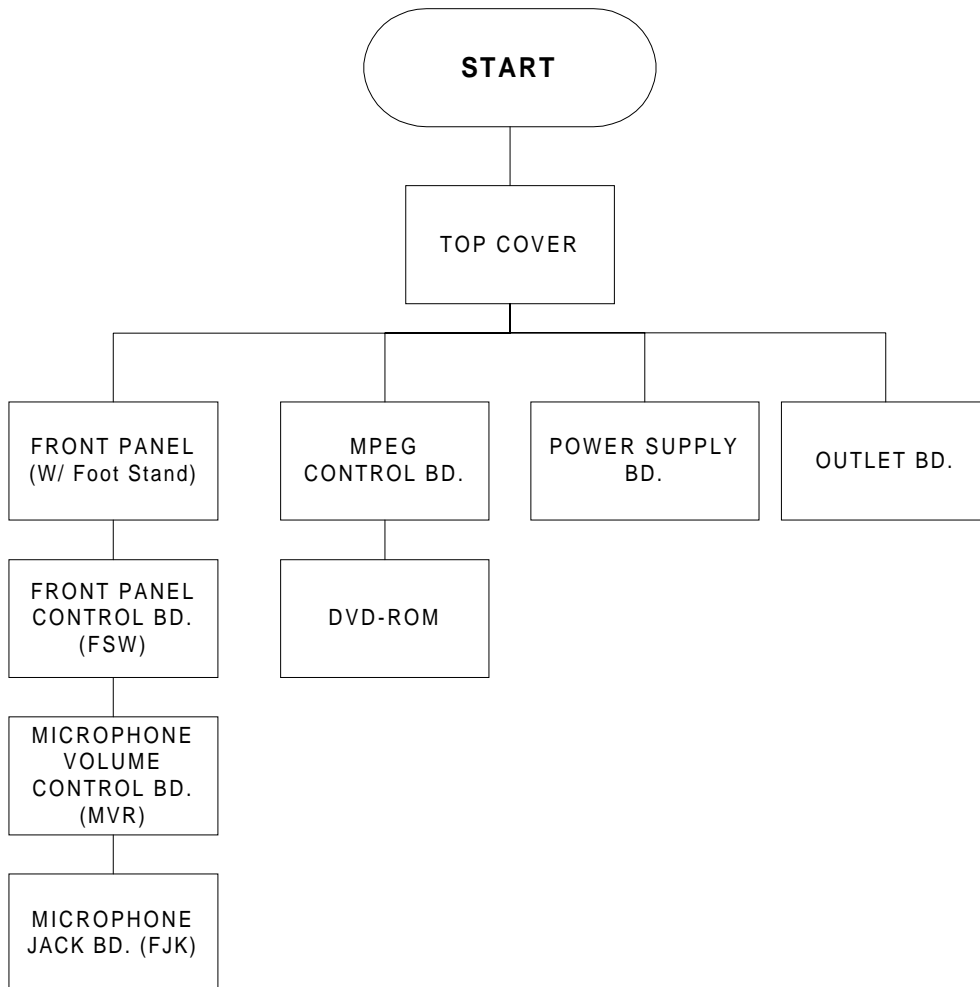 START
TOP COVER
FRONT PANEL
(W/ Foot Stand)
MPEG
CONTROL BD.
POWER SUPPLY
BD.
OUTLET BD.
FRONT PANEL
CONTROL BD.
(FSW)
DVD-ROM
MICROPHONE
VOLUME
CONTROL BD.
(MVR)
MICROPHONE
JACK BD. (FJK)